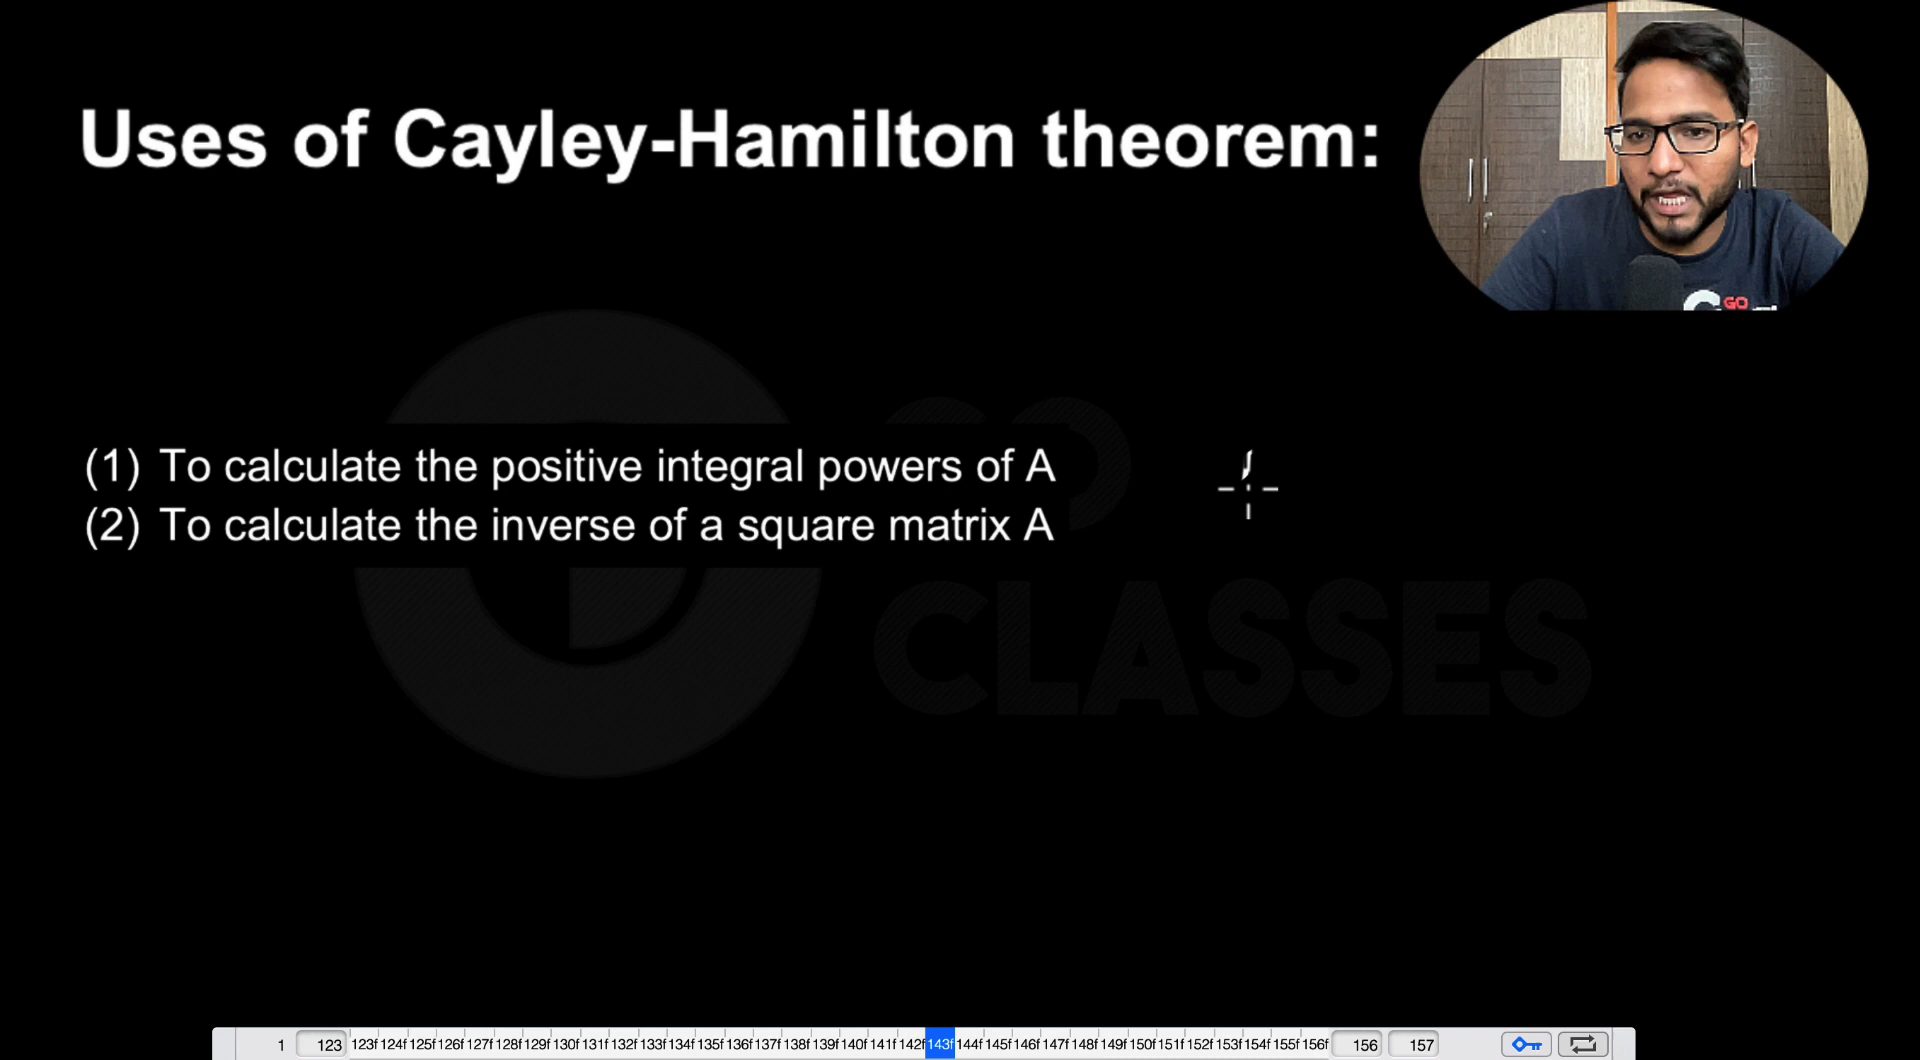 Uses of Cayley-Hamilton theorem:
GO
(1) To calculate the positive integral powers of A
(2) To calculate the inverse of a square matrix A
GO
CLASSES
1 123 123f 124f 125f 126f 127f 128f 129f 130f 131f 132f 133f 134f 135f 136f 137f 138f 139f 140f 141f 142f 143f 144f 145f 146f 147f 148f 149f 150f 151f 152f 153f 154f 155f 156f 156 157